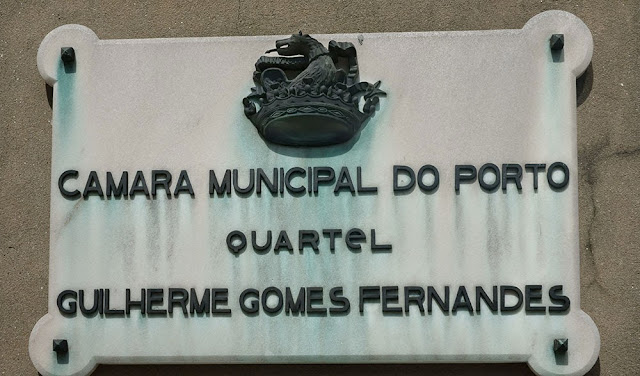 CAMARA MUNICIPAL DO PORTO
QUARTeL
GUILHERME GOMES FERNANDES